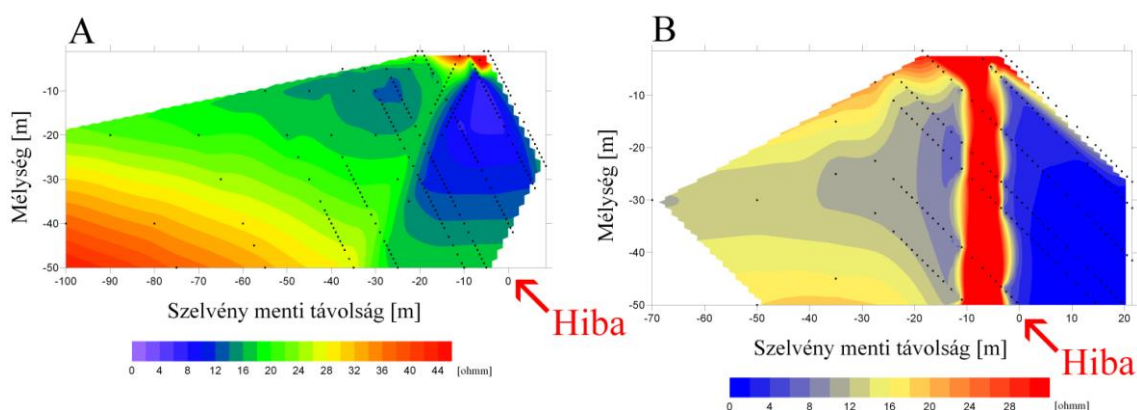 A
B
Mélység [m]
-10
-20
-30
-40
-50
-100 -90 -80 -70 -60 -50 -40 -30 -20 -10 0
Szelvény menti távolság [m]
Hiba
0 4 8 12 16 20 24 28 32 36 40 44 [ohmm]
Mélység [m]
-10
-20
-30
-40
-50
-70 -60 -50 -40 -30 -20 -10 0 10 20
Szelvény menti távolság [m]
Hiba
0 4 8 12 16 20 24 28 [ohmm]